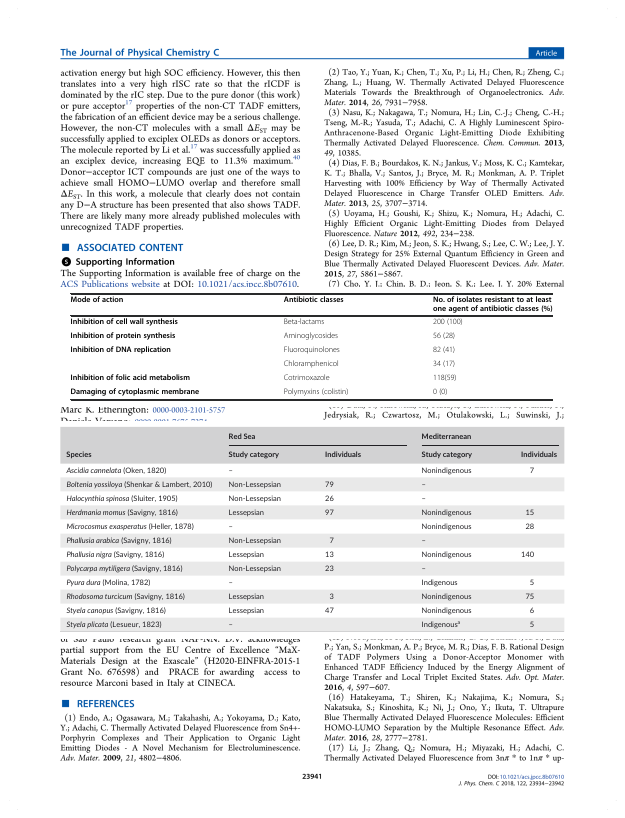 The Journal of Physical Chemistry C
Article
activation energy but high SOC efficiency. However, this then
translates into a very high rISC rate so that the rICDF is
dominated by the rIC step. Due to the pure donor (this work)
or pure acceptor17 properties of the non-CT TADF emitters,
the fabrication of an efficient device may be a serious challenge.
However, the non-CT molecules with a small ΔEST may be
successfully applied to exciplex OLEDs as donors or acceptors.
The molecule reported by Li et al.17 was successfully applied as
an exciplex device, increasing EQE to 11.3% maximum.40
Donor−acceptor ICT compounds are just one of the ways to
achieve small HOMO−LUMO overlap and therefore small
ΔEST. In this work, a molecule that clearly does not contain
any D−A structure has been presented that also shows TADF.
There are likely many more already published molecules with
unrecognized TADF properties.
■ ASSOCIATED CONTENT
S Supporting Information
The Supporting Information is available free of charge on the
ACS Publications website at DOI: 10.1021/acs.jpcc.8b07610.
(2) Tao, Y.; Yuan, K.; Chen, T.; Xu, P.; Li, H.; Chen, R.; Zheng, C.;
Zhang, L.; Huang, W. Thermally Activated Delayed Fluorescence
Materials Towards the Breakthrough of Organoelectronics. Adv.
Mater. 2014, 26, 7931−7958.
(3) Nasu, K.; Nakagawa, T.; Nomura, H.; Lin, C.-J.; Cheng, C.-H.;
Tseng, M.-R.; Yasuda, T.; Adachi, C. A Highly Luminescent Spiro-
Anthracenone-Based Organic Light-Emitting Diode Exhibiting
Thermally Activated Delayed Fluorescence. Chem. Commun. 2013,
49, 10385.
(4) Dias, F. B.; Bourdakos, K. N.; Jankus, V.; Moss, K. C.; Kamtekar,
K. T.; Bhalla, V.; Santos, J.; Bryce, M. R.; Monkman, A. P. Triplet
Harvesting with 100% Efficiency by Way of Thermally Activated
Delayed Fluorescence in Charge Transfer OLED Emitters. Adv.
Mater. 2013, 25, 3707−3714.
(5) Uoyama, H.; Goushi, K.; Shizu, K.; Nomura, H.; Adachi, C.
Highly Efficient Organic Light-Emitting Diodes from Delayed
Fluorescence. Nature 2012, 492, 234−238.
(6) Lee, D. R.; Kim, M.; Jeon, S. K.; Hwang, S.; Lee, C. W.; Lee, J. Y.
Design Strategy for 25% External Quantum Efficiency in Green and
Blue Thermally Activated Delayed Fluorescent Devices. Adv. Mater.
2015, 27, 5861−5867.
(7) Cho, Y. J.; Chin, B. D.; Jeon, S. K.; Lee, J. Y. 20% External
Mode of action Antibiotic classes No. of isolates resistant to at least
one agent of antibiotic classes (%)
Inhibition of cell wall synthesis Beta-lactams 200 (100)
Inhibition of protein synthesis Aminoglycosides 56 (28)
Inhibition of DNA replication Fluoroquinolones 82 (41)
Chloramphenicol 34 (17)
Inhibition of folic acid metabolism Cotrimoxazole 118(59)
Damaging of cytoplasmic membrane Polymyxins (colistin) 0 (0)
Marc K. Etherington: 0000-0003-2101-5757
Jedrysiak, R.; Czwartosz, M.; Otulakowski, L.; Suwinski, J.;
Red Sea Mediterranean
Species Study category Individuals Study category Individuals
Ascidia cannelata (Oken, 1820) – Nonindigenous 7
Boltenia yossiloya (Shenkar & Lambert, 2010) Non-Lessepsian 79 –
Halocynthia spinosa (Sluiter, 1905) Non-Lessepsian 26 –
Herdmania momus (Savigny, 1816) Lessepsian 97 Nonindigenous 15
Microcosmus exasperatus (Heller, 1878) – Nonindigenous 28
Phallusia arabica (Savigny, 1816) Non-Lessepsian 7 –
Phallusia nigra (Savigny, 1816) Lessepsian 13 Nonindigenous 140
Polycarpa mytiligera (Savigny, 1816) Non-Lessepsian 23 –
Pyura dura (Molina, 1782) – Indigenous 5
Rhodosoma turcicum (Savigny, 1816) Lessepsian 3 Nonindigenous 75
Styela canopus (Savigny, 1816) Lessepsian 47 Nonindigenous 6
Styela plicata (Lesueur, 1823) – Indigenousa 5
of São Paulo research grant NAP-NN. D.V. acknowledges
partial support from the EU Centre of Excellence “MaX-
Materials Design at the Exascale” (H2020-EINFRA-2015-1
Grant No. 676598) and PRACE for awarding access to
resource Marconi based in Italy at CINECA.
■ REFERENCES
(1) Endo, A.; Ogasawara, M.; Takahashi, A.; Yokoyama, D.; Kato,
Y.; Adachi, C. Thermally Activated Delayed Fluorescence from Sn4+-
Porphyrin Complexes and Their Application to Organic Light
Emitting Diodes - A Novel Mechanism for Electroluminescence.
Adv. Mater. 2009, 21, 4802−4806.
P.; Yan, S.; Monkman, A. P.; Bryce, M. R.; Dias, F. B. Rational Design
of TADF Polymers Using a Donor-Acceptor Monomer with
Enhanced TADF Efficiency Induced by the Energy Alignment of
Charge Transfer and Local Triplet Excited States. Adv. Opt. Mater.
2016, 4, 597−607.
(16) Hatakeyama, T.; Shiren, K.; Nakajima, K.; Nomura, S.;
Nakatsuka, S.; Kinoshita, K.; Ni, J.; Ono, Y.; Ikuta, T. Ultrapure
Blue Thermally Activated Delayed Fluorescence Molecules: Efficient
HOMO-LUMO Separation by the Multiple Resonance Effect. Adv.
Mater. 2016, 28, 2777−2781.
(17) Li, J.; Zhang, Q.; Nomura, H.; Miyazaki, H.; Adachi, C.
Thermally Activated Delayed Fluorescence from 3nπ * to 1nπ * up-
23941
DOI: 10.1021/acs.jpcc.8b07610
J. Phys. Chem. C 2018, 122, 23934−23942